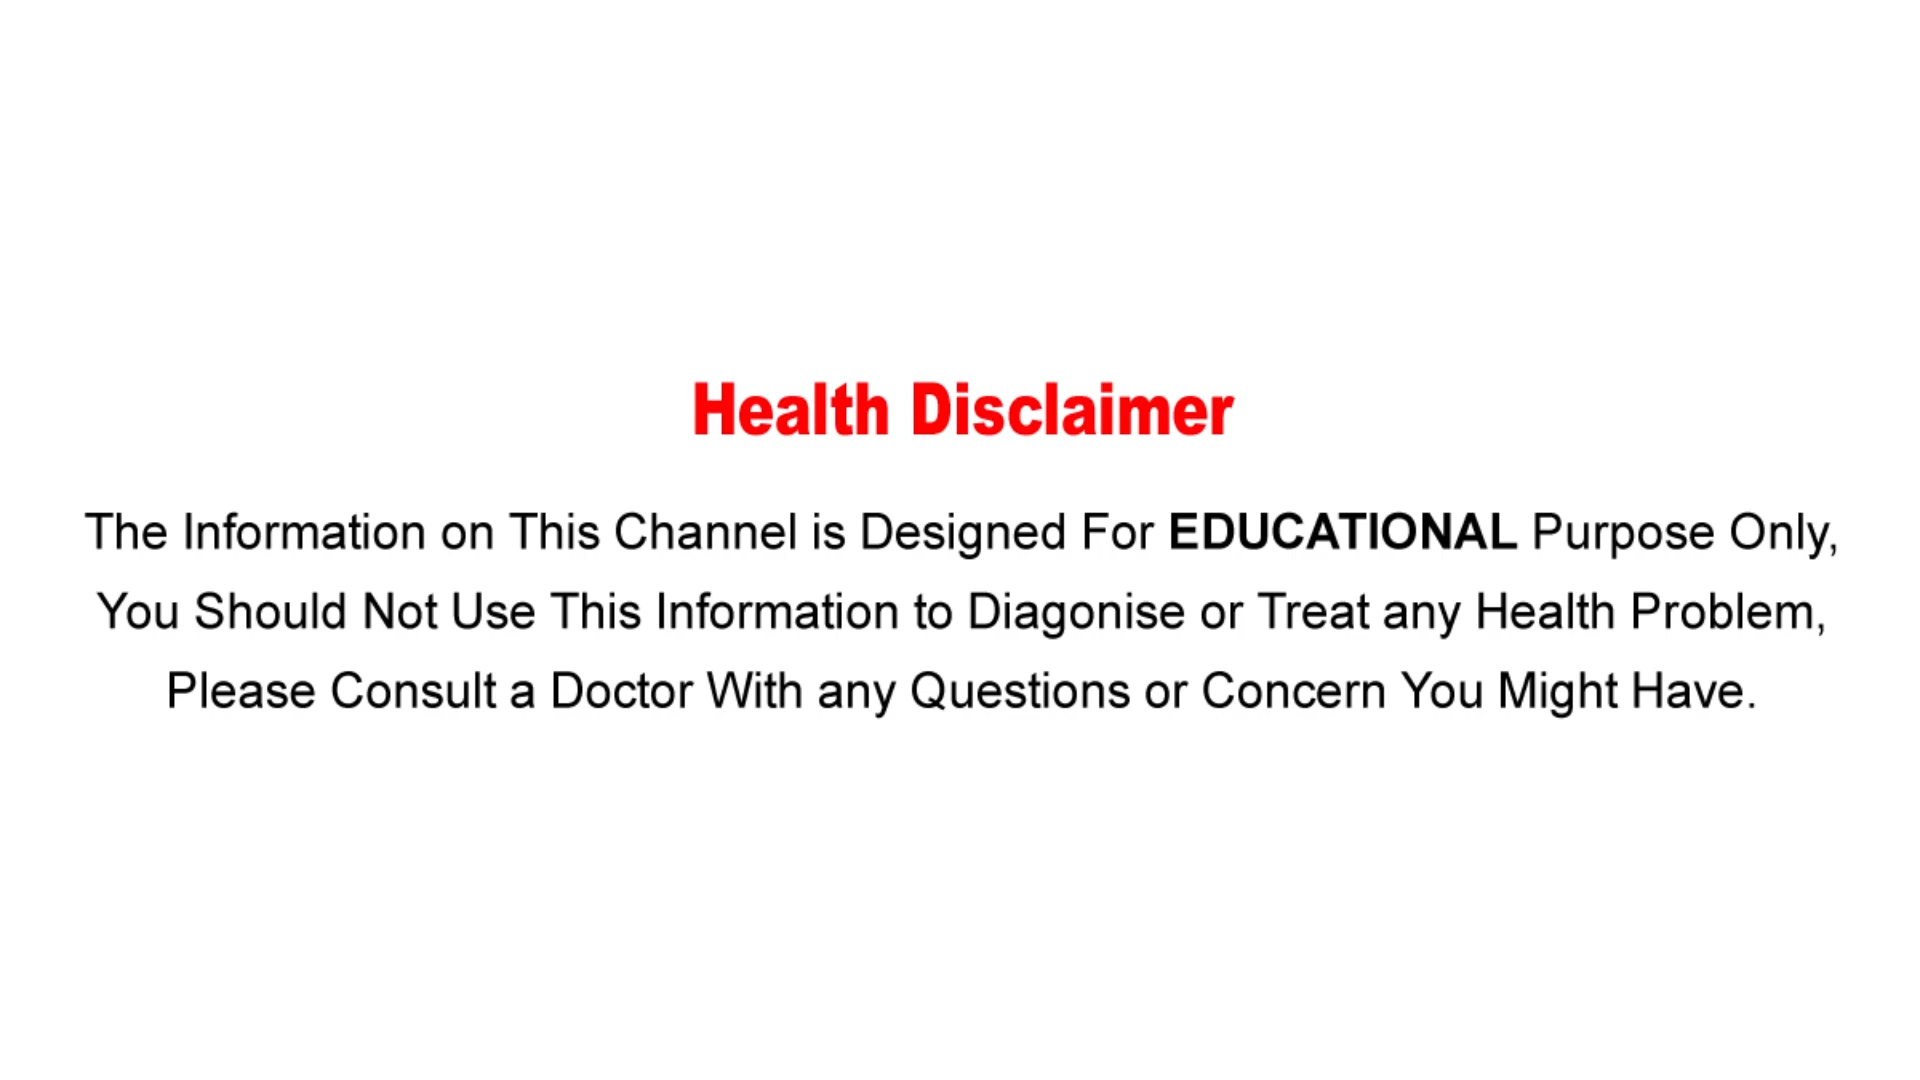 Health Disclaimer
The Information on This Channel is Designed For EDUCATIONAL Purpose Only,
You Should Not Use This Information to Diagonise or Treat any Health Problem,
Please Consult a Doctor With any Questions or Concern You Might Have.